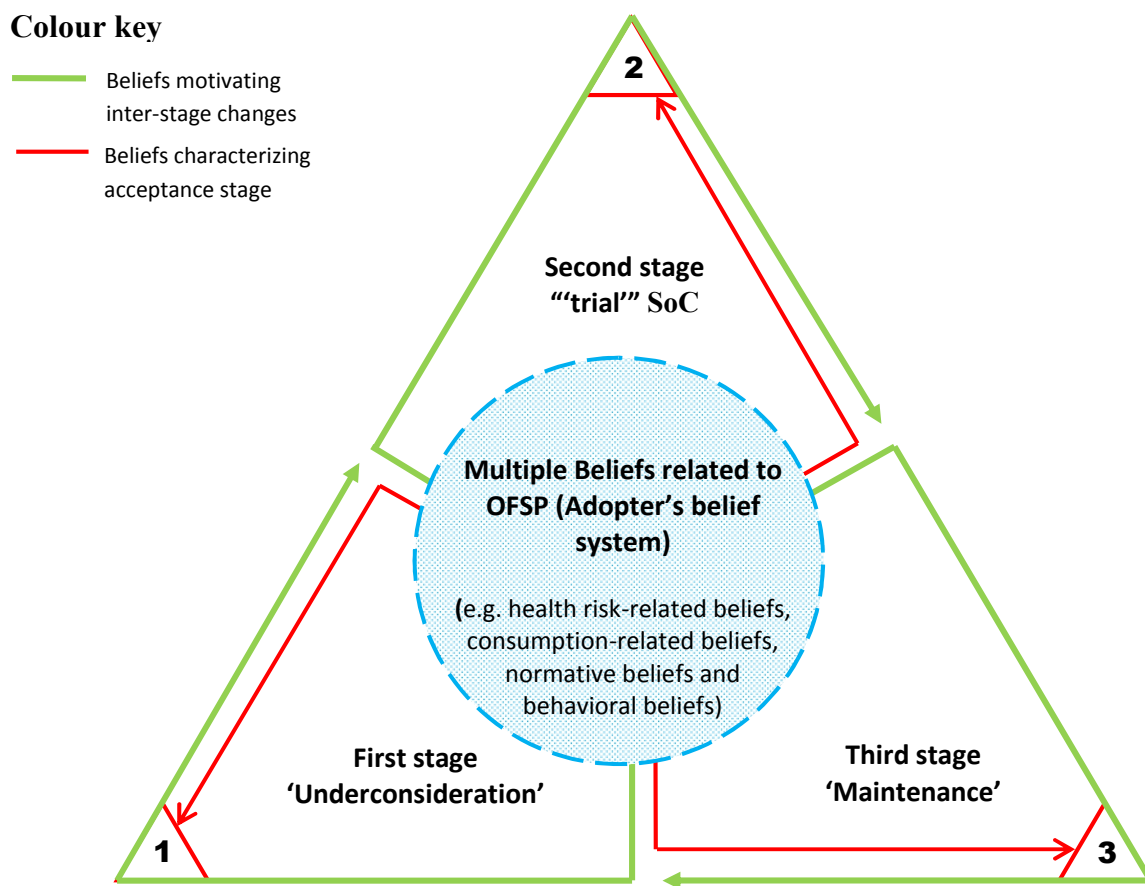 Colour key
Beliefs motivating
inter-stage changes
Beliefs characterizing
acceptance stage
2
Second stage
“‘trial’” SoC
Multiple Beliefs related to
OFSP (Adopter’s belief
system)
(e.g. health risk-related beliefs,
consumption-related beliefs,
normative beliefs and
behavioral beliefs)
First stage
‘Underconsideration’
Third stage
‘Maintenance’
1
3